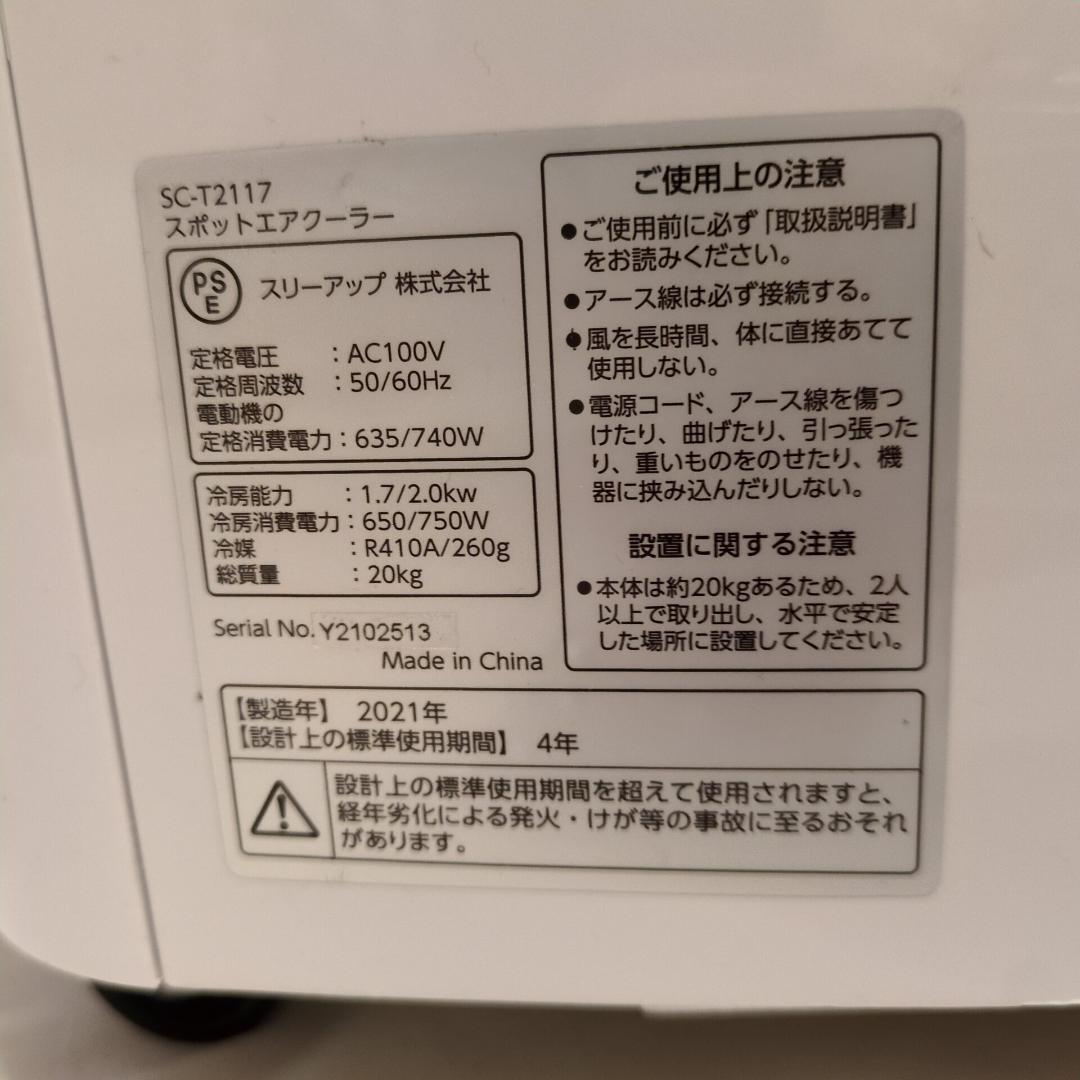 SC-T2117
スポットエアクーラー
PS
E
スリーアップ 株式会社
定格電圧 : AC100V
定格周波数 : 50/60Hz
電動機の
定格消費電力 : 635/740W
冷房能力 : 1.7/2.0kw
冷房消費電力 : 650/750W
冷媒 : R410A/260g
総質量 : 20kg
Serial No. Y2102513
Made in China
ご使用上の注意
●ご使用前に必ず「取扱説明書」
をお読みください。
●アース線は必ず接続する。
●風を長時間、体に直接あてて
使用しない。
●電源コード、アース線を傷つ
けたり、曲げたり、引っ張った
り、重いものをのせたり、機
器に挟み込んだりしない。
設置に関する注意
●本体は約20kgあるため、2人
以上で取り出し、水平で安定
した場所に設置してください。
【製造年】 2021年
【設計上の標準使用期間】 4年
設計上の標準使用期間を超えて使用されますと、
経年劣化による発火・けが等の事故に至るおそれ
があります。